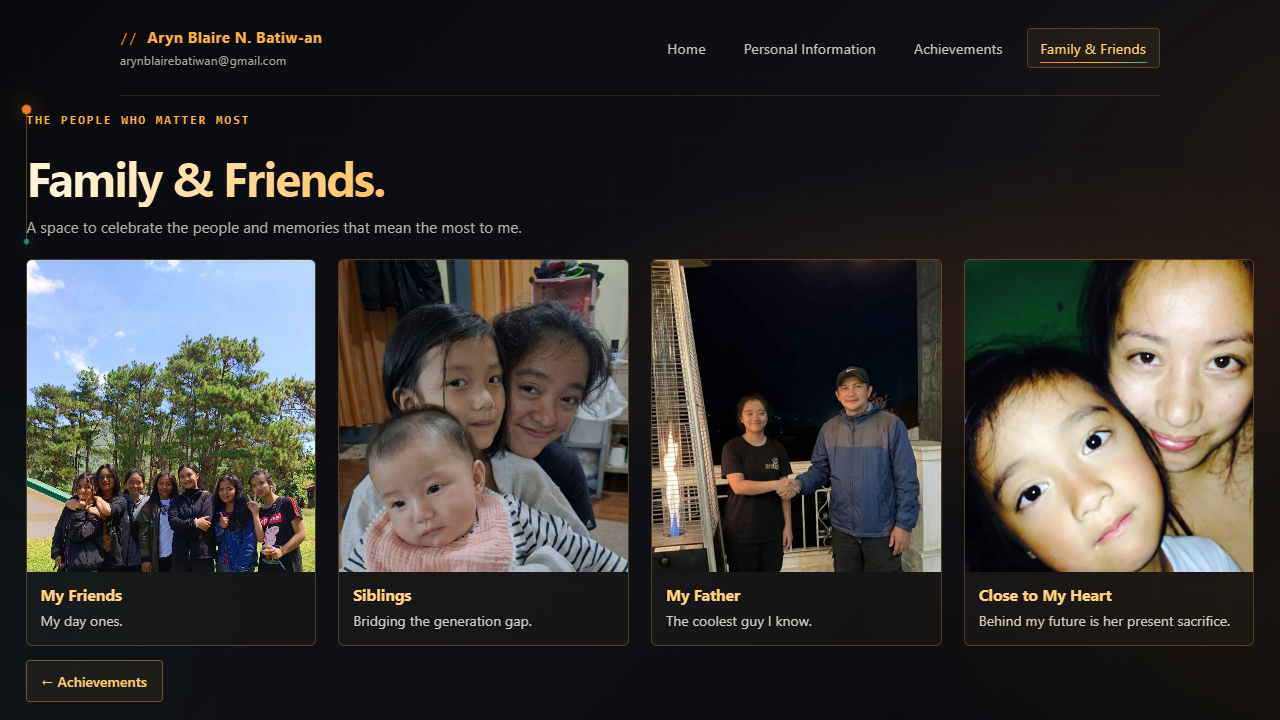 // Aryn Blaire N. Batiw-an
arynblairebatiwan@gmail.com
Home
Personal Information
Achievements
Family & Friends
THE PEOPLE WHO MATTER MOST
Family & Friends.
A space to celebrate the people and memories that mean the most to me.
My Friends
My day ones.
Siblings
Bridging the generation gap.
My Father
The coolest guy I know.
Close to My Heart
Behind my future is her present sacrifice.
← Achievements